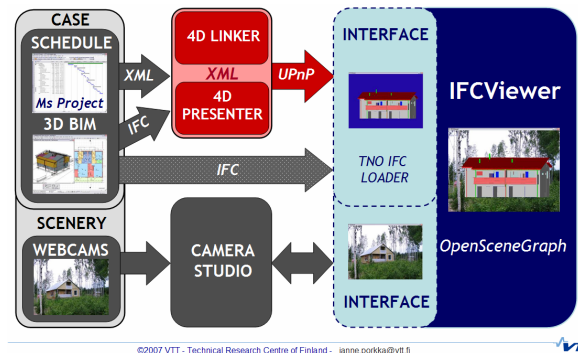 CASE
SCHEDULE
Ms Project
3D BIM
SCENERY
WEBCAMS
XML
IFC
4D LINKER
XML
4D
PRESENTER
UPnP
IFC
CAMERA
STUDIO
INTERFACE
TNO IFC
LOADER
INTERFACE
IFCViewer
OpenSceneGraph
©2007 VTT - Technical Research Centre of Finland - janne.porkka@vtt.fi